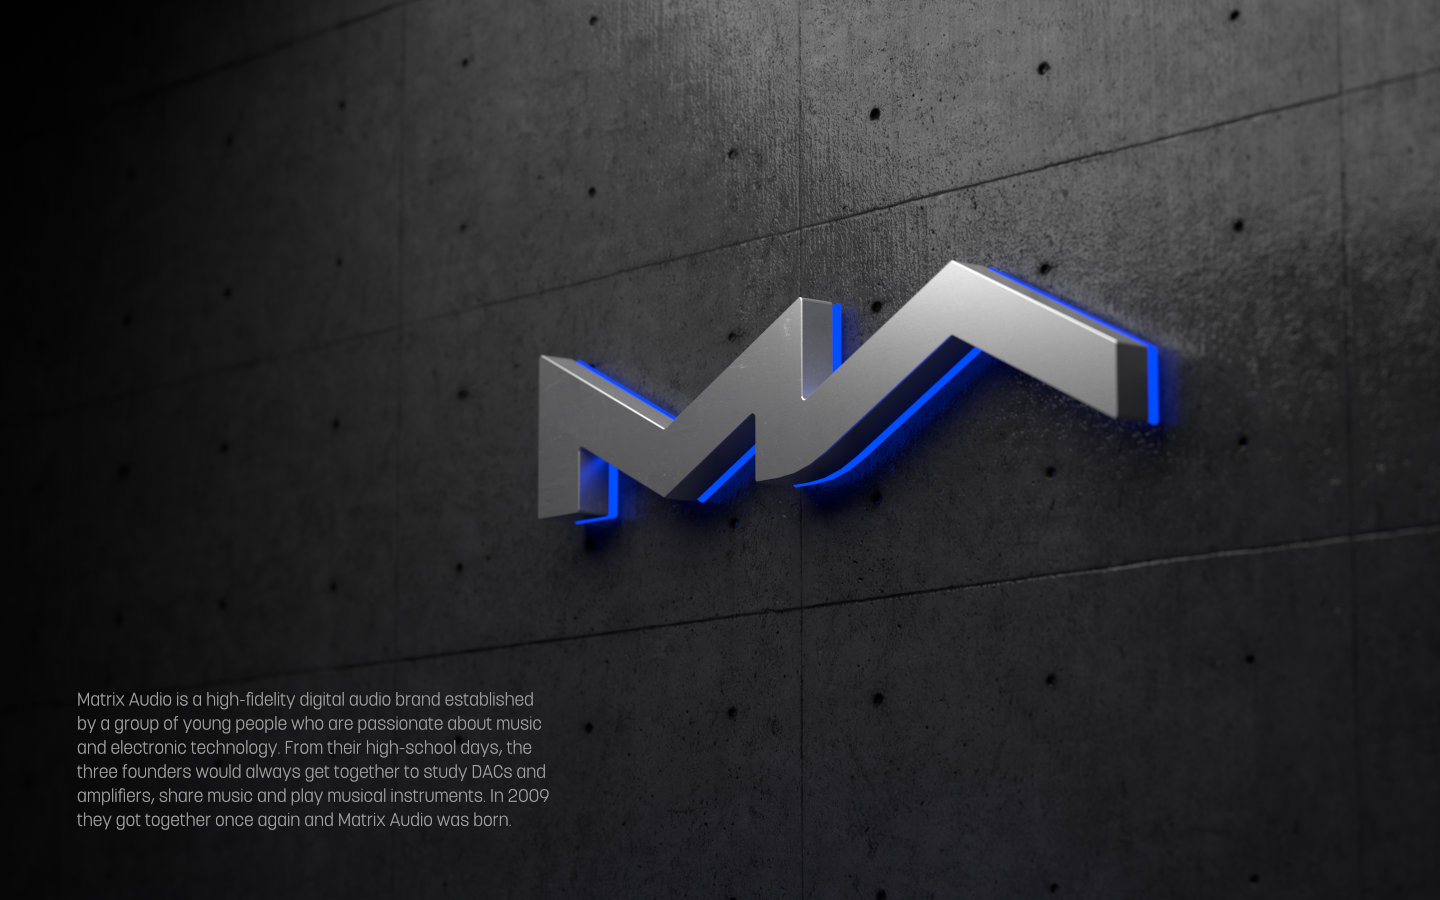 Matrix Audio is a high-fidelity digital audio brand established
by a group of young people who are passionate about music
and electronic technology. From their high-school days, the
three founders would always get together to study DACs and
amplifiers, share music and play musical instruments. In 2009
they got together once again and Matrix Audio was born.